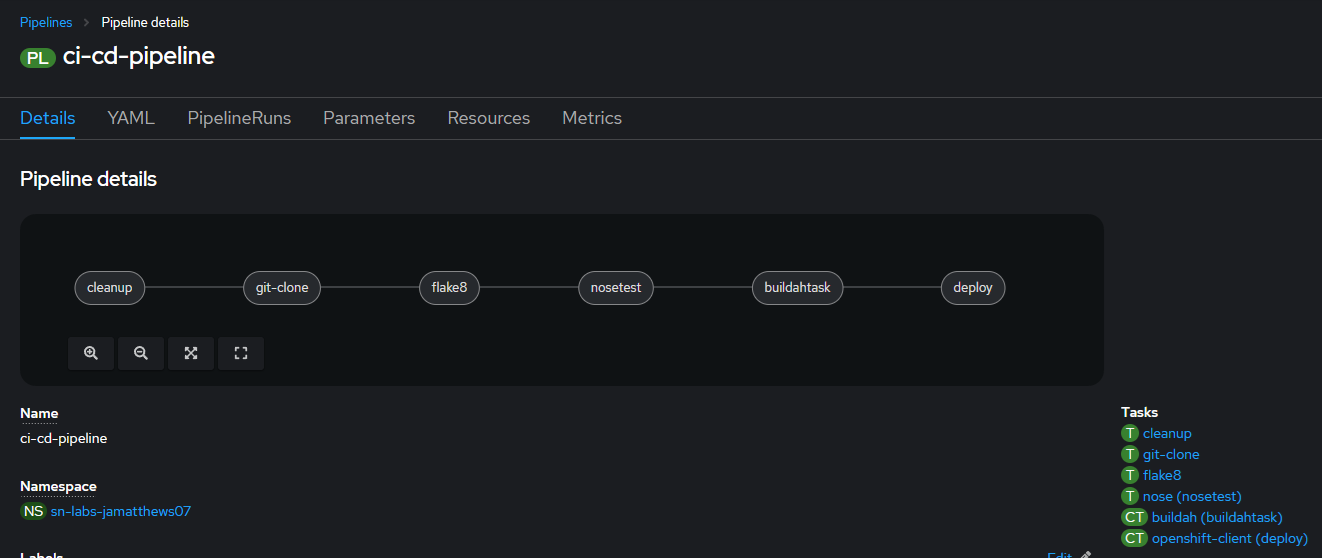 Pipelines > Pipeline details
PL ci-cd-pipeline
Details YAML PipelineRuns Parameters Resources Metrics
Pipeline details
cleanup git-clone flake8 nosetest buildahtask deploy
Name
ci-cd-pipeline
Namespace
NS sn-labs-jamatthews07
Labels
Edit
Tasks
T cleanup
T git-clone
T flake8
T nose (nosetest)
CT buildah (buildahtask)
CT openshift-client (deploy)